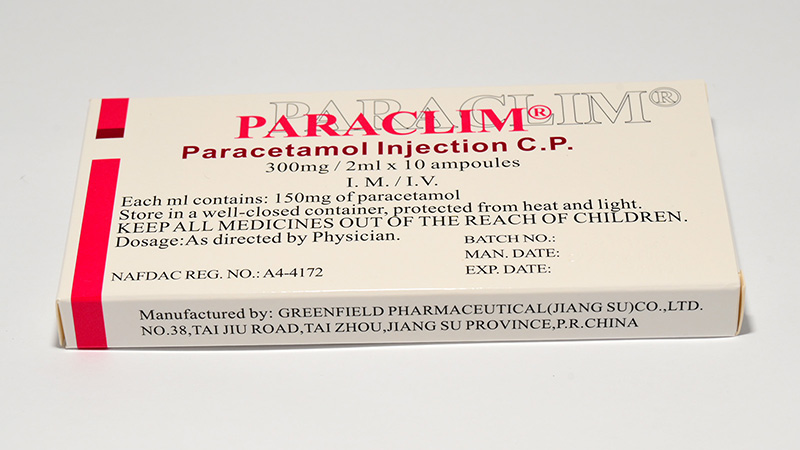 PARACLIM®
PARACLIM®
Paracetamol Injection C.P.
300mg / 2ml x 10 ampoules
I. M. / I.V.
Each ml contains: 150mg of paracetamol
Store in a well-closed container, protected from heat and light.
KEEP ALL MEDICINES OUT OF THE REACH OF CHILDREN.
Dosage:As directed by Physician.
BATCH NO.:
MAN. DATE:
EXP. DATE:
NAFDAC REG. NO.: A4-4172
Manufactured by: GREENFIELD PHARMACEUTICAL(JIANG SU)CO.,LTD.
NO.38,TAI JIU ROAD,TAI ZHOU,JIANG SU PROVINCE,P.R.CHINA